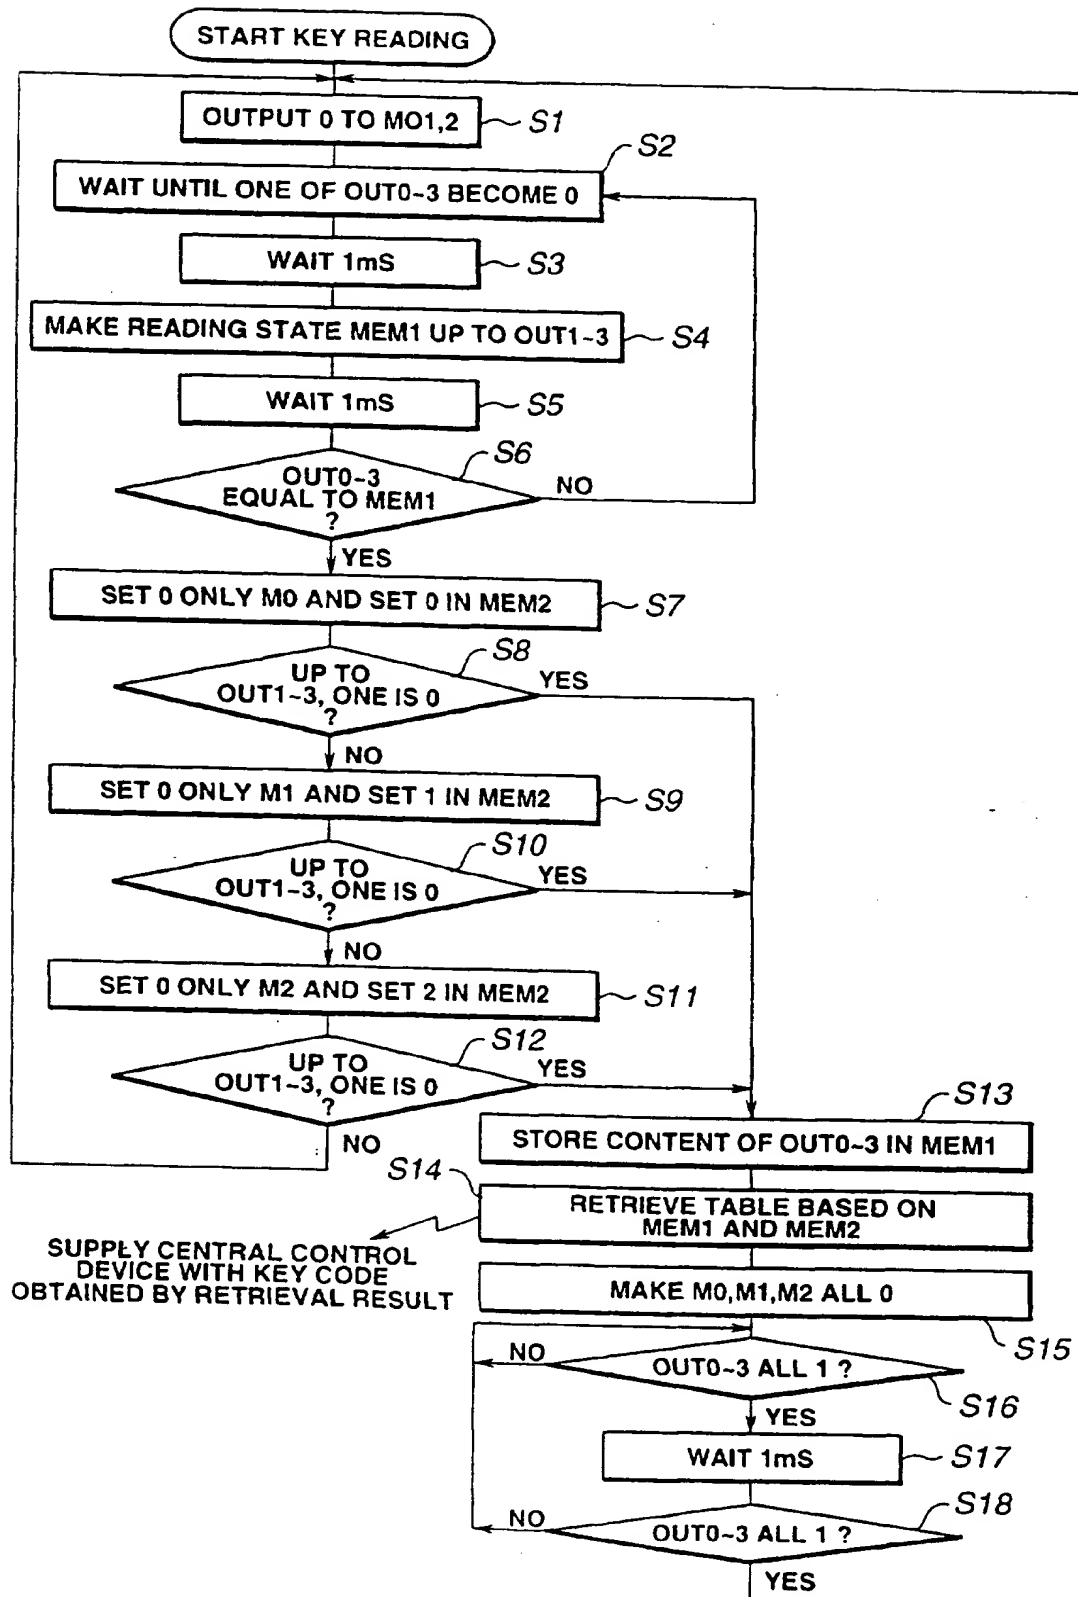 START KEY READING
OUTPUT 0 TO MO1,2
S1
S2
WAIT UNTIL ONE OF OUT0~3 BECOME 0
WAIT 1mS
S3
MAKE READING STATE MEM1 UP TO OUT1~3
S4
WAIT 1mS
S5
S6
OUT0~3
EQUAL TO MEM1
?
NO
YES
SET 0 ONLY M0 AND SET 0 IN MEM2
S7
S8
UP TO
OUT1~3, ONE IS 0
?
YES
NO
SET 0 ONLY M1 AND SET 1 IN MEM2
S9
S10
UP TO
OUT1~3, ONE IS 0
?
YES
NO
SET 0 ONLY M2 AND SET 2 IN MEM2
S11
S12
UP TO
OUT1~3, ONE IS 0
?
YES
NO
S13
STORE CONTENT OF OUT0~3 IN MEM1
S14
RETRIEVE TABLE BASED ON
MEM1 AND MEM2
SUPPLY CENTRAL CONTROL
DEVICE WITH KEY CODE
OBTAINED BY RETRIEVAL RESULT
MAKE M0,M1,M2 ALL 0
S15
NO
OUT0~3 ALL 1 ?
S16
YES
WAIT 1mS
S17
S18
NO
OUT0~3 ALL 1 ?
YES